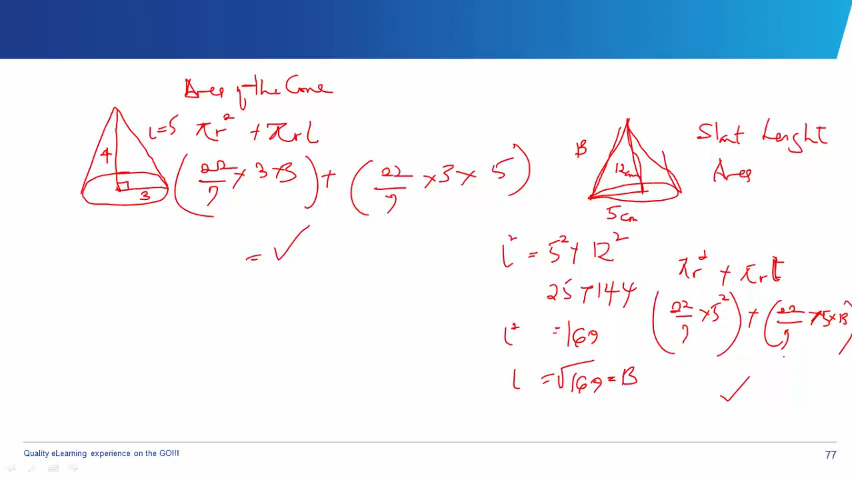 Area of the Cone
l=5 πr² + πrl
4
3
(22/7 × 3 × 3) + (22/7 × 3 × 5)
= ✓
13
12cm
5cm
Slant height
Area
l² = 5² + 12²
25 + 144
l² = 169
l = √169 = 13
πr² + πrl
(22/7 × 5²) + (22/7 × 5 × 13)
✓
Quality eLearning experience on the GO!!!
77